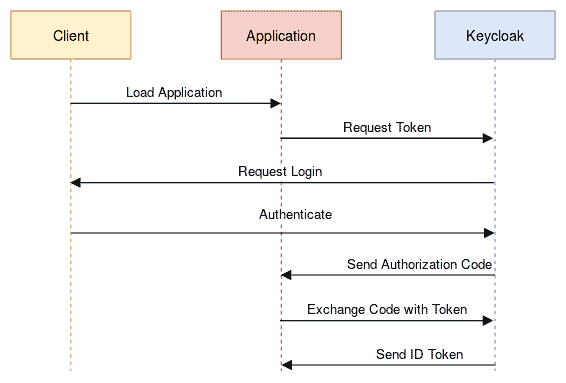 Client
Application
Keycloak
Load Application
Request Token
Request Login
Authenticate
Send Authorization Code
Exchange Code with Token
Send ID Token